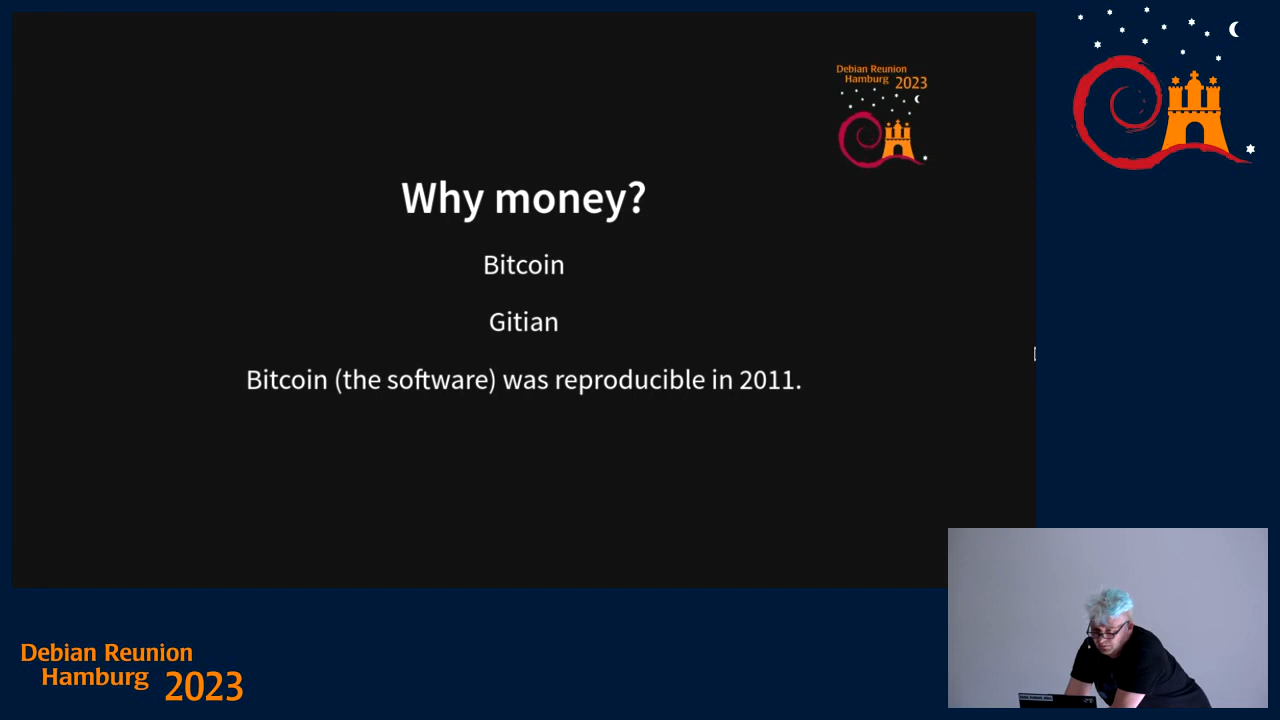 Debian Reunion
Hamburg 2023
Why money?
Bitcoin
Gitian
Bitcoin (the software) was reproducible in 2011.
Debian Reunion
Hamburg 2023